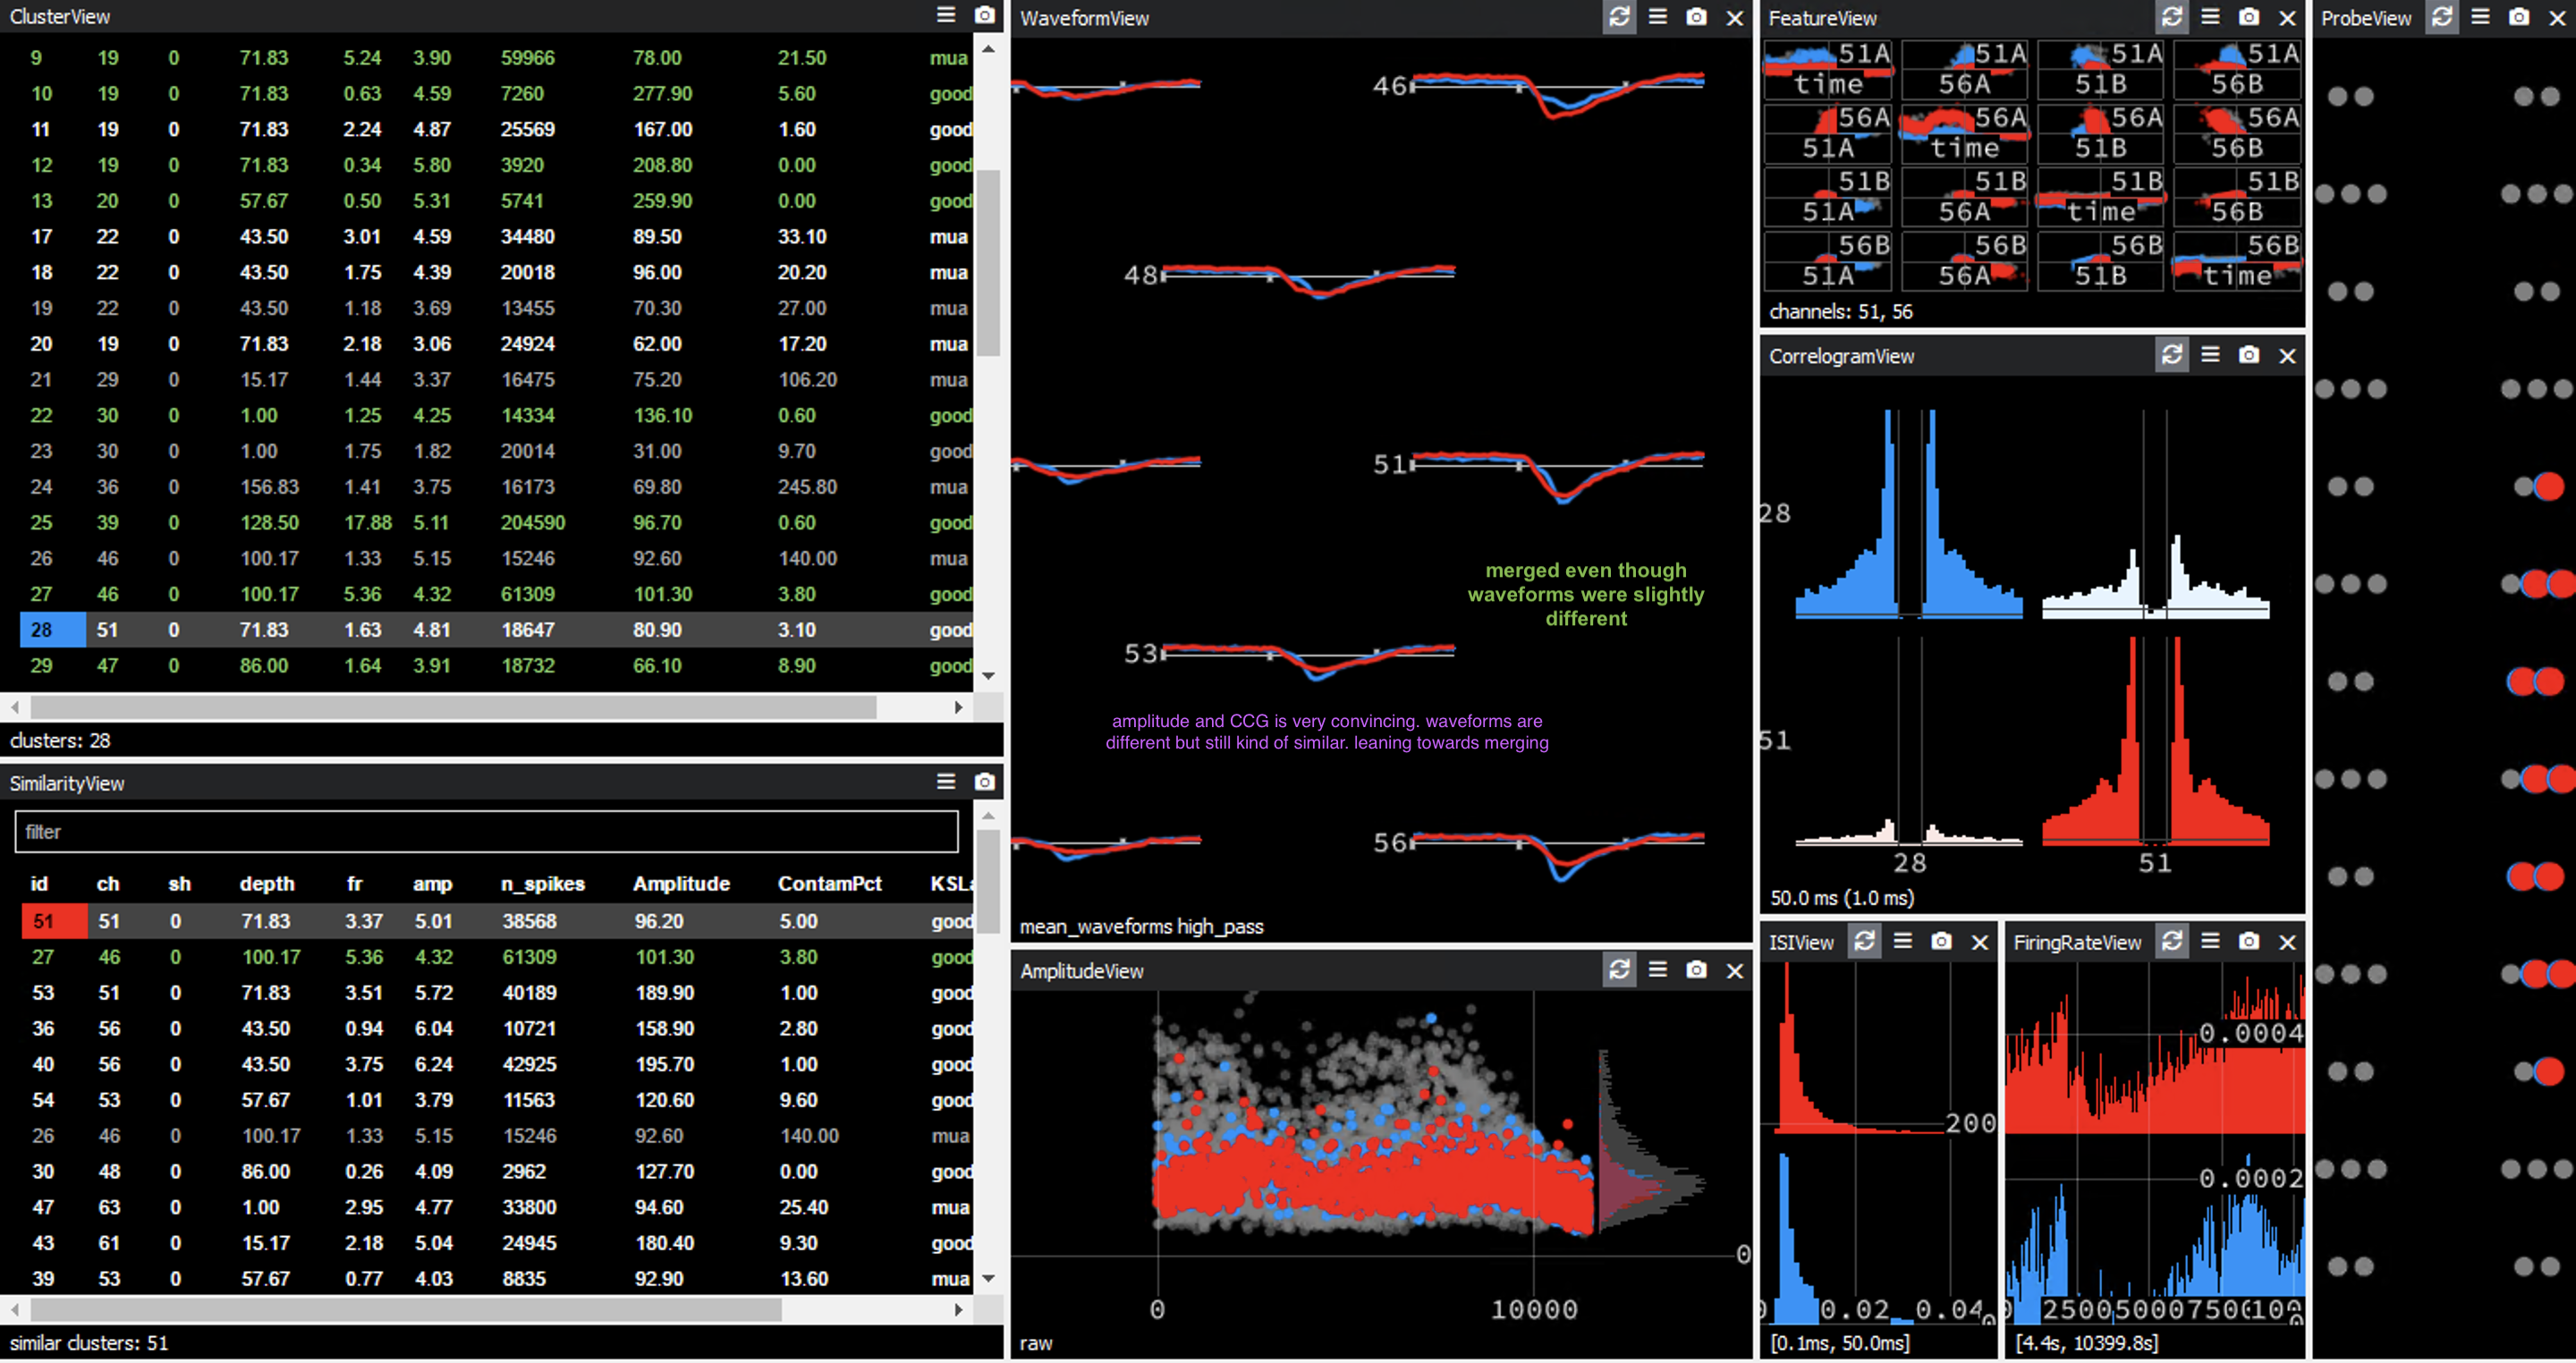 ClusterView
9 19 0 71.83 5.24 3.90 59966 78.00 21.50 mua
10 19 0 71.83 0.63 4.59 7260 277.90 5.60 good
11 19 0 71.83 2.24 4.87 25569 167.00 1.60 good
12 19 0 71.83 0.34 5.80 3920 208.80 0.00 good
13 20 0 57.67 0.50 5.31 5741 259.90 0.00 good
17 22 0 43.50 3.01 4.59 34480 89.50 33.10 mua
18 22 0 43.50 1.75 4.39 20018 96.00 20.20 mua
19 22 0 43.50 1.18 3.69 13455 70.30 27.00 mua
20 19 0 71.83 2.18 3.06 24924 62.00 17.20 mua
21 29 0 15.17 1.44 3.37 16475 75.20 106.20 mua
22 30 0 1.00 1.25 4.25 14334 136.10 0.60 good
23 30 0 1.00 1.75 1.82 20014 31.00 9.70 good
24 36 0 156.83 1.41 3.75 16173 69.80 245.80 mua
25 39 0 128.50 17.88 5.11 204590 96.70 0.60 good
26 46 0 100.17 1.33 5.15 15246 92.60 140.00 mua
27 46 0 100.17 5.36 4.32 61309 101.30 3.80 good
28 51 0 71.83 1.63 4.81 18647 80.90 3.10 good
29 47 0 86.00 1.64 3.91 18732 66.10 8.90 good
clusters: 28
SimilarityView
filter
id ch sh depth fr amp n_spikes Amplitude ContamPct KSLa
51 51 0 71.83 3.37 5.01 38568 96.20 5.00 good
27 46 0 100.17 5.36 4.32 61309 101.30 3.80 good
53 51 0 71.83 3.51 5.72 40189 189.90 1.00 good
36 56 0 43.50 0.94 6.04 10721 158.90 2.80 good
40 56 0 43.50 3.75 6.24 42925 195.70 1.00 good
54 53 0 57.67 1.01 3.79 11563 120.60 9.60 good
26 46 0 100.17 1.33 5.15 15246 92.60 140.00 mua
30 48 0 86.00 0.26 4.09 2962 127.70 0.00 good
47 63 0 1.00 2.95 4.77 33800 94.60 25.40 mua
43 61 0 15.17 2.18 5.04 24945 180.40 9.30 good
39 53 0 57.67 0.77 4.03 8835 92.90 13.60 mua
similar clusters: 51
WaveformView
46
48
51
merged even though
waveforms were slightly
different
53
amplitude and CCG is very convincing. waveforms are
different but still kind of similar. leaning towards merging
56
mean_waveforms high_pass
AmplitudeView
0
0 10000
raw
FeatureView
51A 51A 51A 51A
time 56A 51B 56B
56A 56A 56A 56A
51A time 51B 56B
51B 51B 51B 51B
51A 56A time 56B
56B 56B 56B 56B
51A 56A 51B time
channels: 51, 56
CorrelogramView
28
51
28 51
50.0 ms (1.0 ms)
ISIView
200
0.02 0.04
[0.1ms, 50.0ms]
FiringRateView
0.0004
0.0002
2500 5000 7500 100
[4.4s, 10399.8s]
ProbeView